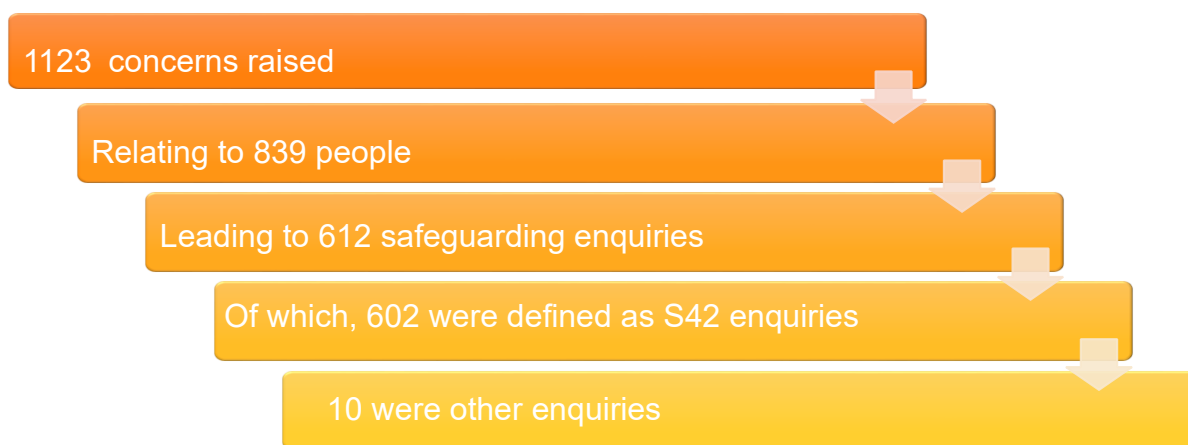 1123 concerns raised
Relating to 839 people
Leading to 612 safeguarding enquiries
Of which, 602 were defined as S42 enquiries
10 were other enquiries